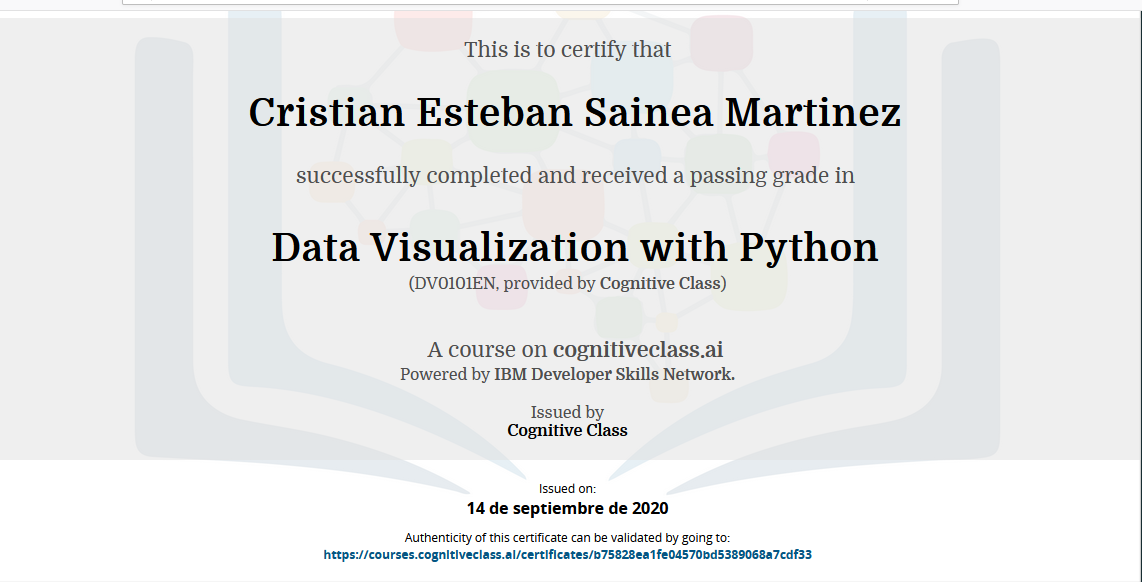 This is to certify that
Cristian Esteban Sainea Martinez
successfully completed and received a passing grade in
Data Visualization with Python
(DV0101EN, provided by Cognitive Class)
A course on cognitiveclass.ai
Powered by IBM Developer Skills Network.
Issued by
Cognitive Class
Issued on:
14 de septiembre de 2020
Authenticity of this certificate can be validated by going to:
https://courses.cognitiveclass.ai/certificates/b75828ea1fe04570bd5389068a7cdf33